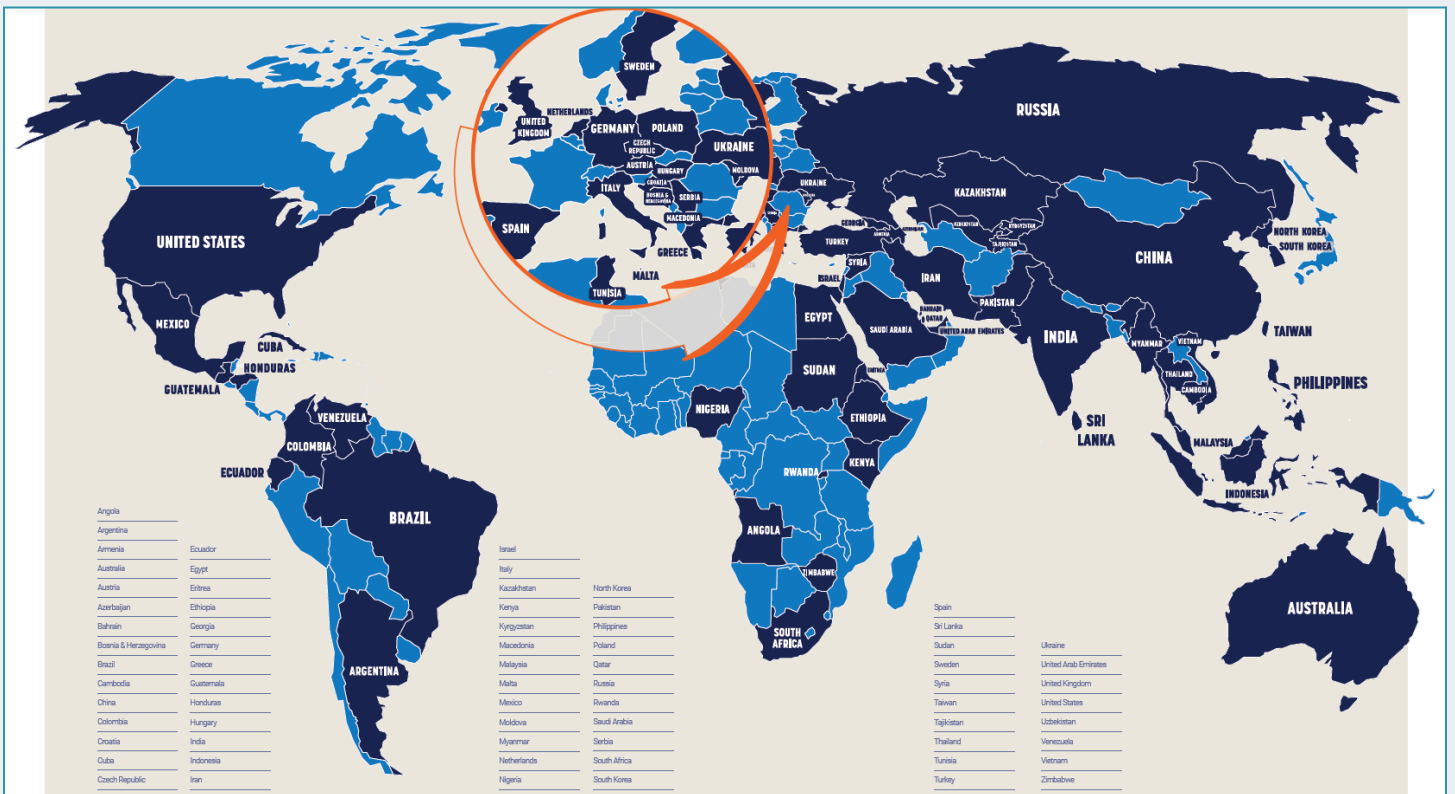 SWEDEN
NETHERLANDS
UNITED
KINGDOM
GERMANY
POLAND
CZECH
REPUBLIC
UKRAINE
AUSTRIA
HUNGARY
MOLDOVA
CROATIA
ITALY
BOSNIA &
HERZEGOVINA
SERBIA
MACEDONIA
SPAIN
GREECE
MALTA
TUNISIA
RUSSIA
UKRAINE
KAZAKHSTAN
GEORGIA
ARMENIA
AZERBAIJAN
UZBEKISTAN
KYRGYZSTAN
TAJIKISTAN
NORTH KOREA
SOUTH KOREA
UNITED STATES
TURKEY
CHINA
SYRIA
ISRAEL
IRAN
PAKISTAN
BAHRAIN
QATAR
EGYPT
SAUDI ARABIA
UNITED ARAB EMIRATES
INDIA
MEXICO
TAIWAN
CUBA
MYANMAR
VIETNAM
HONDURAS
SUDAN
ERITREA
THAILAND
GUATEMALA
CAMBODIA
PHILIPPINES
NIGERIA
ETHIOPIA
VENEZUELA
SRI
LANKA
COLOMBIA
MALAYSIA
ECUADOR
RWANDA
KENYA
INDONESIA
BRAZIL
ANGOLA
ZIMBABWE
SOUTH
AFRICA
AUSTRALIA
ARGENTINA
Angola
Argentina
Armenia
Australia
Austria
Azerbaijan
Bahrain
Bosnia & Herzegovina
Brazil
Cambodia
China
Colombia
Croatia
Cuba
Czech Republic
Ecuador
Egypt
Eritrea
Ethiopia
Georgia
Germany
Greece
Guatemala
Honduras
Hungary
India
Indonesia
Iran
Israel
Italy
Kazakhstan
Kenya
Kyrgyzstan
Macedonia
Malaysia
Malta
Mexico
Moldova
Myanmar
Netherlands
Nigeria
North Korea
Pakistan
Philippines
Poland
Qatar
Russia
Rwanda
Saudi Arabia
Serbia
South Africa
South Korea
Spain
Sri Lanka
Sudan
Sweden
Syria
Taiwan
Tajikistan
Thailand
Tunisia
Turkey
Ukraine
United Arab Emirates
United Kingdom
United States
Uzbekistan
Venezuela
Vietnam
Zimbabwe